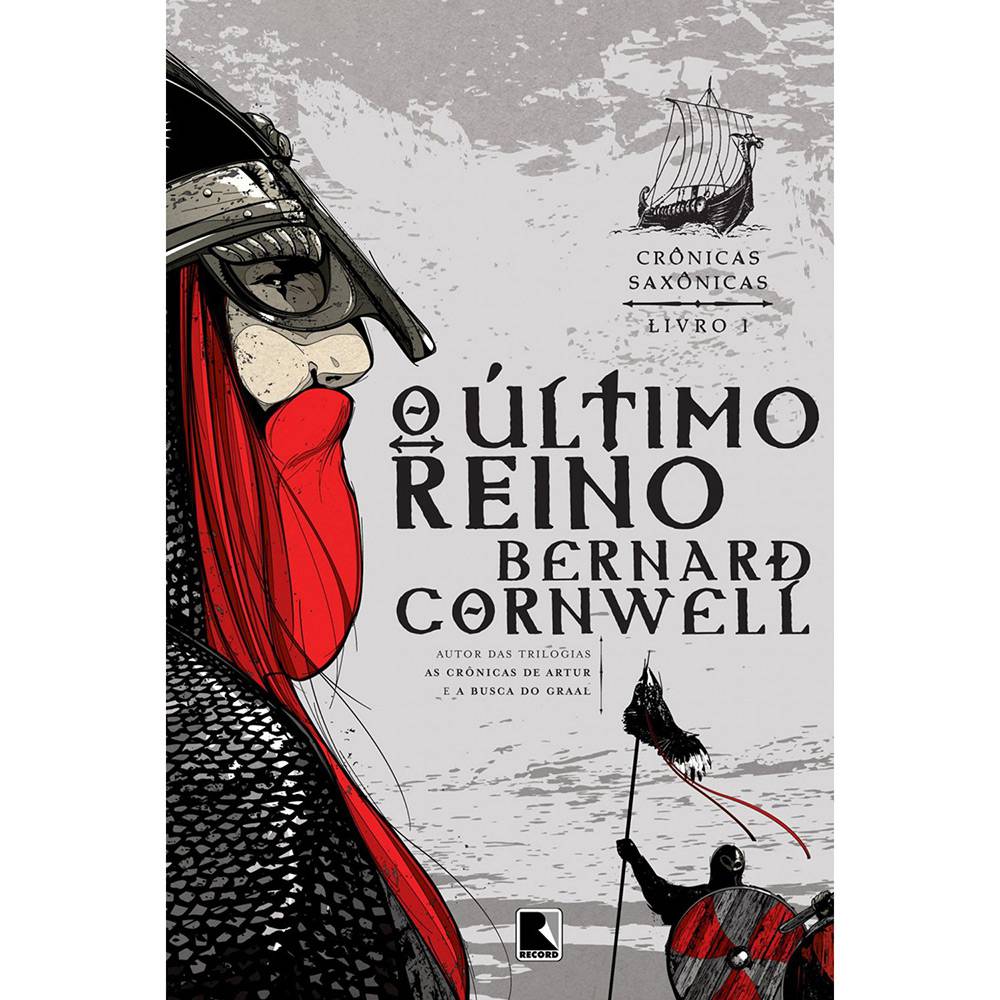 CRÔNICAS
SAXÔNICAS
LIVRO I
O ÚLTIMO
REINO
BERNARD
CORNWELL
AUTOR DAS TRILOGIAS
AS CRÔNICAS DE ARTUR
E A BUSCA DO GRAAL
R
RECORD